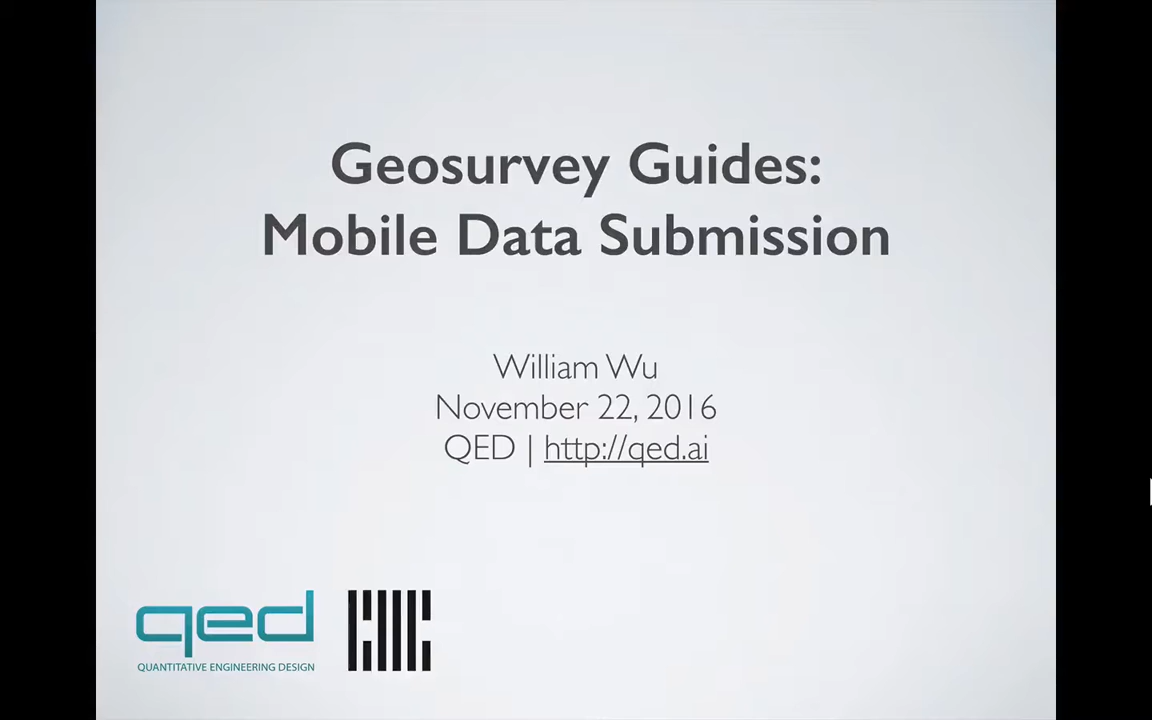 Geosurvey Guides:
Mobile Data Submission
William Wu
November 22, 2016
QED | http://qed.ai
qed
QUANTITATIVE ENGINEERING DESIGN